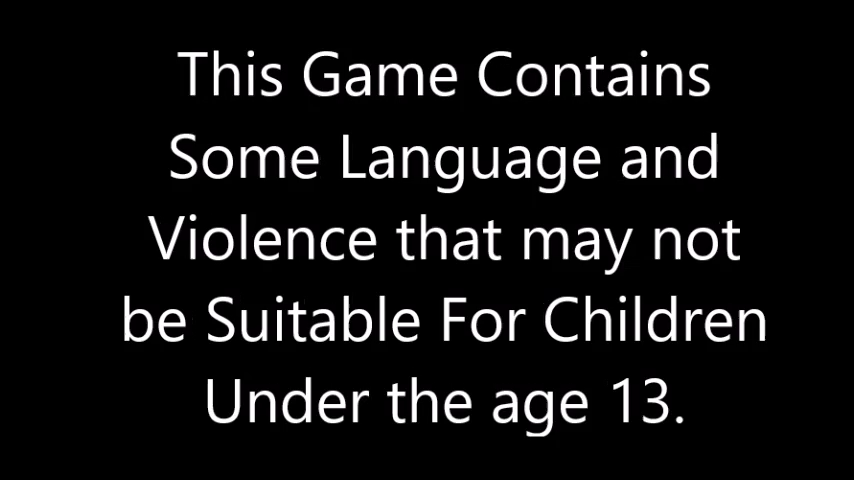 This Game Contains
Some Language and
Violence that may not
be Suitable For Children
Under the age 13.